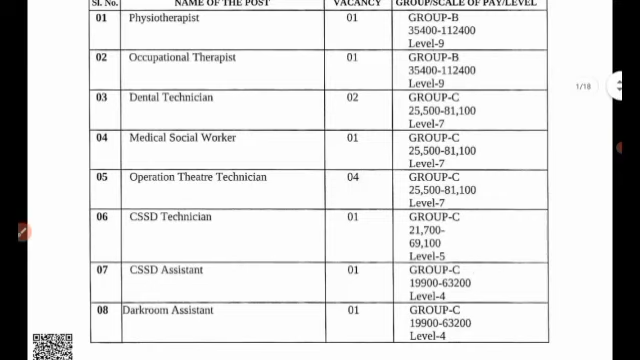 Sl. No. NAME OF THE POST VACANCY GROUP/SCALE OF PAY/LEVEL
01 Physiotherapist 01 GROUP-B
35400-112400
Level-9
02 Occupational Therapist 01 GROUP-B
35400-112400
Level-9
03 Dental Technician 02 GROUP-C
25,500-81,100
Level-7
04 Medical Social Worker 01 GROUP-C
25,500-81,100
Level-7
05 Operation Theatre Technician 04 GROUP-C
25,500-81,100
Level-7
06 CSSD Technician 01 GROUP-C
21,700-
69,100
Level-5
07 CSSD Assistant 01 GROUP-C
19900-63200
Level-4
08 Darkroom Assistant 01 GROUP-C
19900-63200
Level-4
1/18